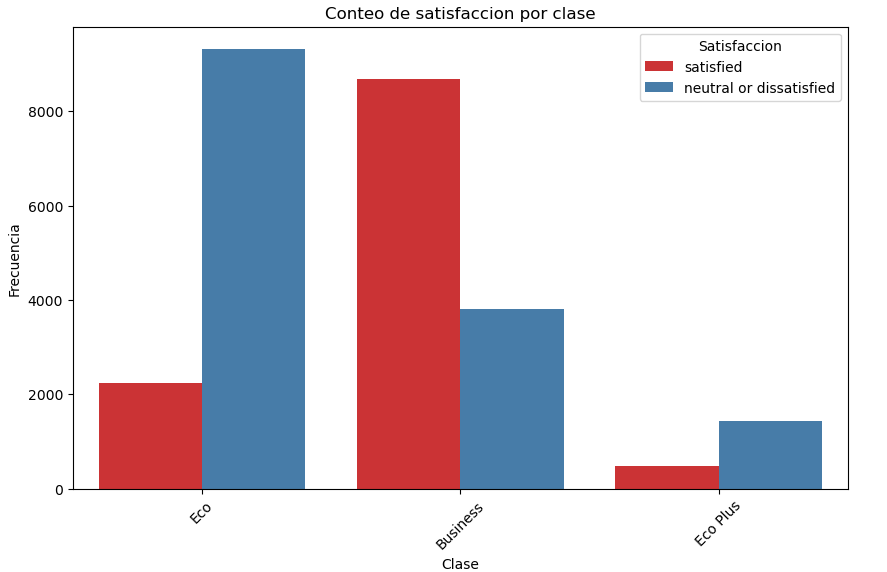 Conteo de satisfaccion por clase
Satisfaccion
satisfied
neutral or dissatisfied
Frecuencia
8000
6000
4000
2000
0
Eco
Business
Eco Plus
Clase